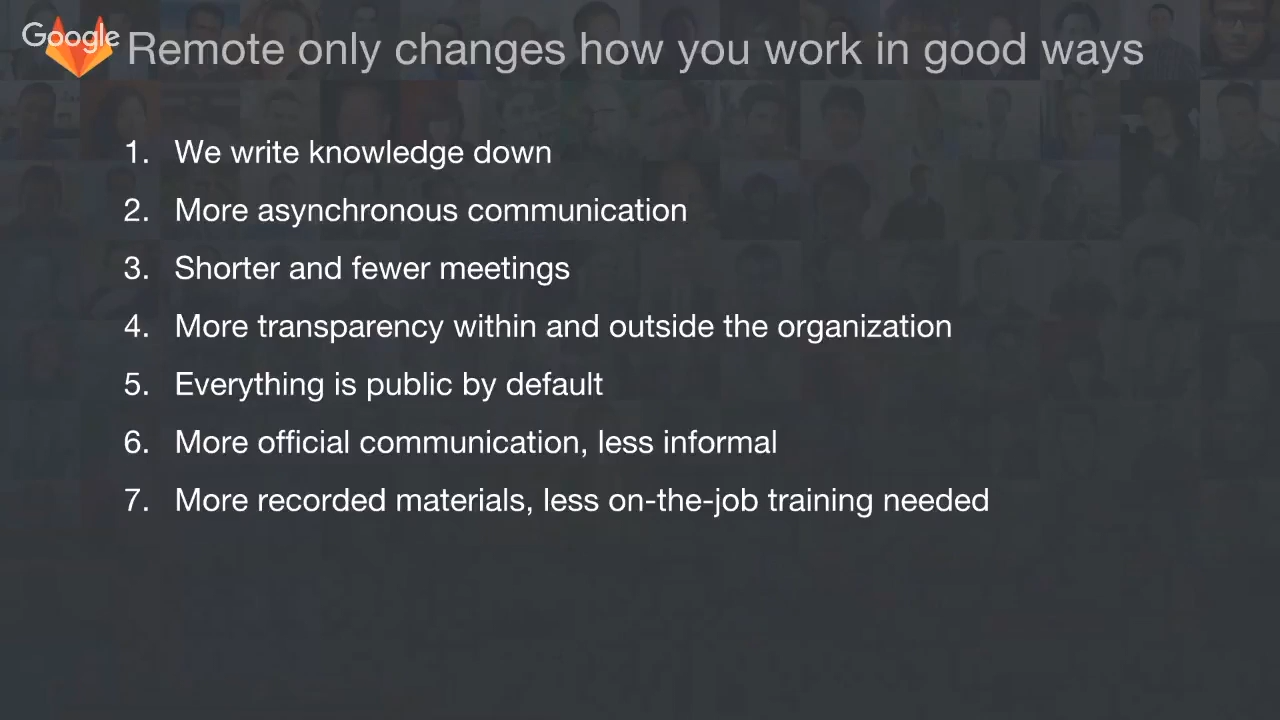 Google
Remote only changes how you work in good ways
1. We write knowledge down
2. More asynchronous communication
3. Shorter and fewer meetings
4. More transparency within and outside the organization
5. Everything is public by default
6. More official communication, less informal
7. More recorded materials, less on-the-job training needed